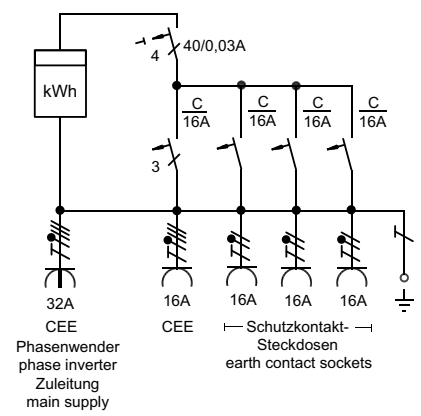 40/0,03A
4
kWh
C
16A
C
16A
C
16A
C
16A
3
32A
16A
16A
16A
16A
CEE
Phasenwender
phase inverter
Zuleitung
main supply
CEE
Schutzkontakt-
Steckdosen
earth contact sockets